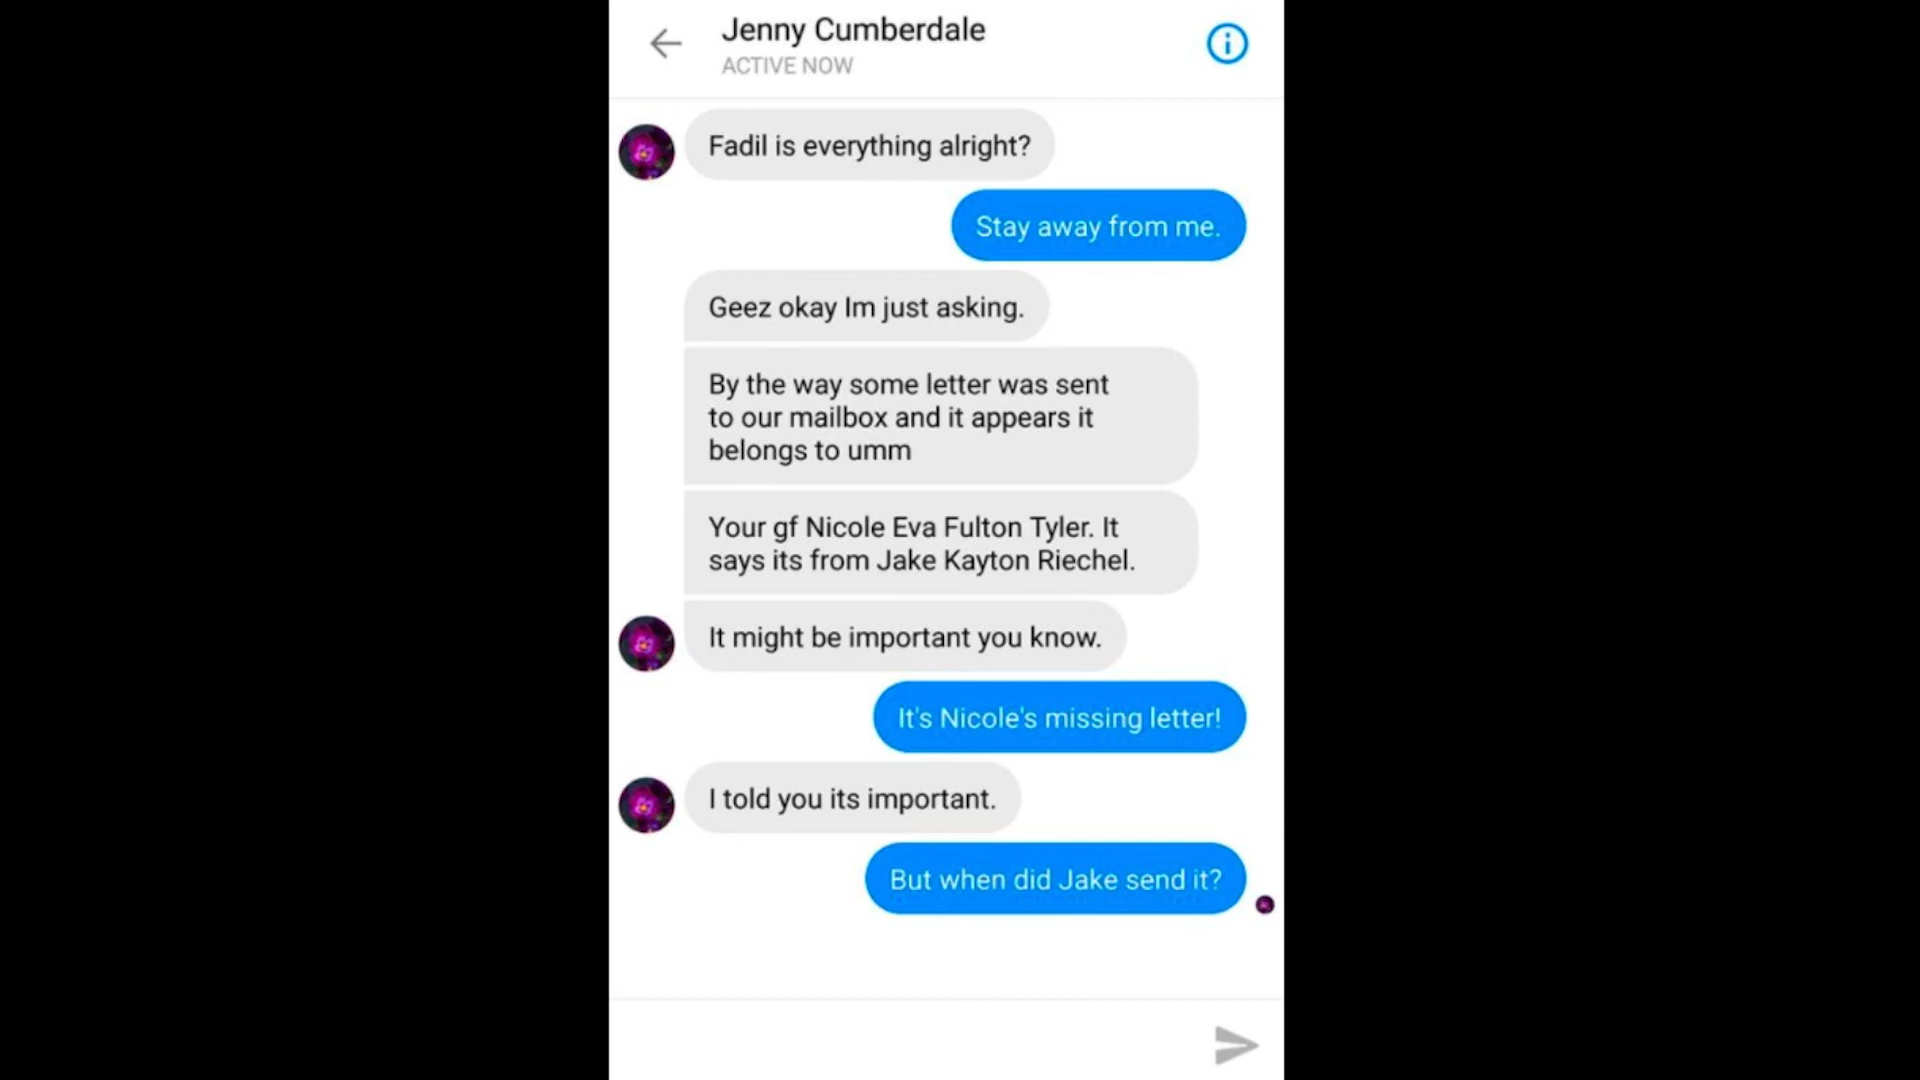 Jenny Cumberdale
ACTIVE NOW
Fadil is everything alright?
Stay away from me.
Geez okay Im just asking.
By the way some letter was sent
to our mailbox and it appears it
belongs to umm
Your gf Nicole Eva Fulton Tyler. It
says its from Jake Kayton Riechel.
It might be important you know.
It's Nicole's missing letter!
I told you its important.
But when did Jake send it?